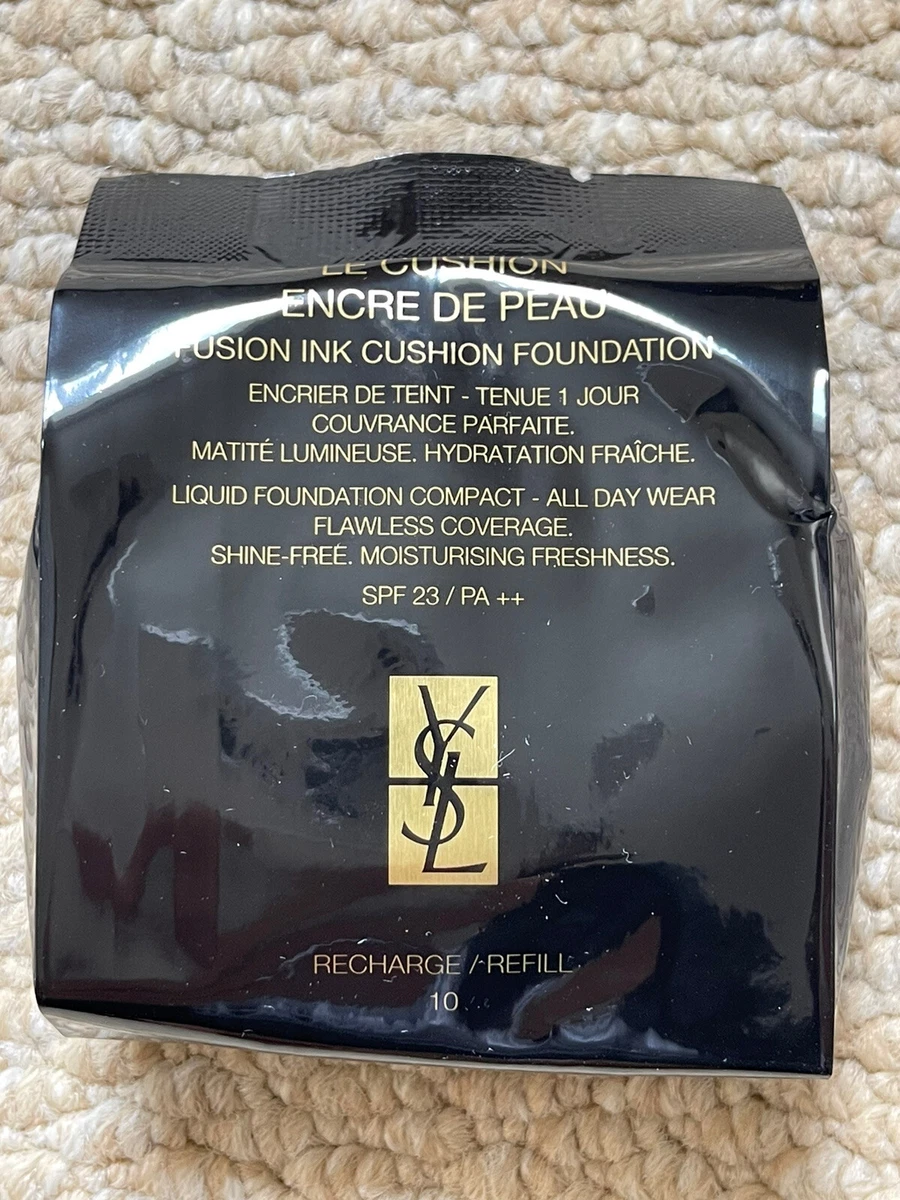 LE CUSHION
ENCRE DE PEAU
FUSION INK CUSHION FOUNDATION
ENCRIER DE TEINT - TENUE 1 JOUR
COUVRANCE PARFAITE.
MATITÉ LUMINEUSE. HYDRATATION FRAÎCHE.
LIQUID FOUNDATION COMPACT - ALL DAY WEAR
FLAWLESS COVERAGE.
SHINE-FREE. MOISTURISING FRESHNESS.
SPF 23 / PA ++
YSL
RECHARGE / REFILL
10